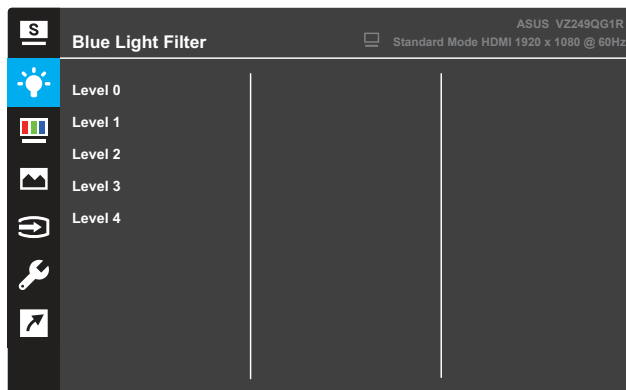 S
ASUS VZ249QG1R
Blue Light Filter
Standard Mode HDMI 1920 x 1080 @ 60Hz
Level 0
Level 1
Level 2
Level 3
Level 4